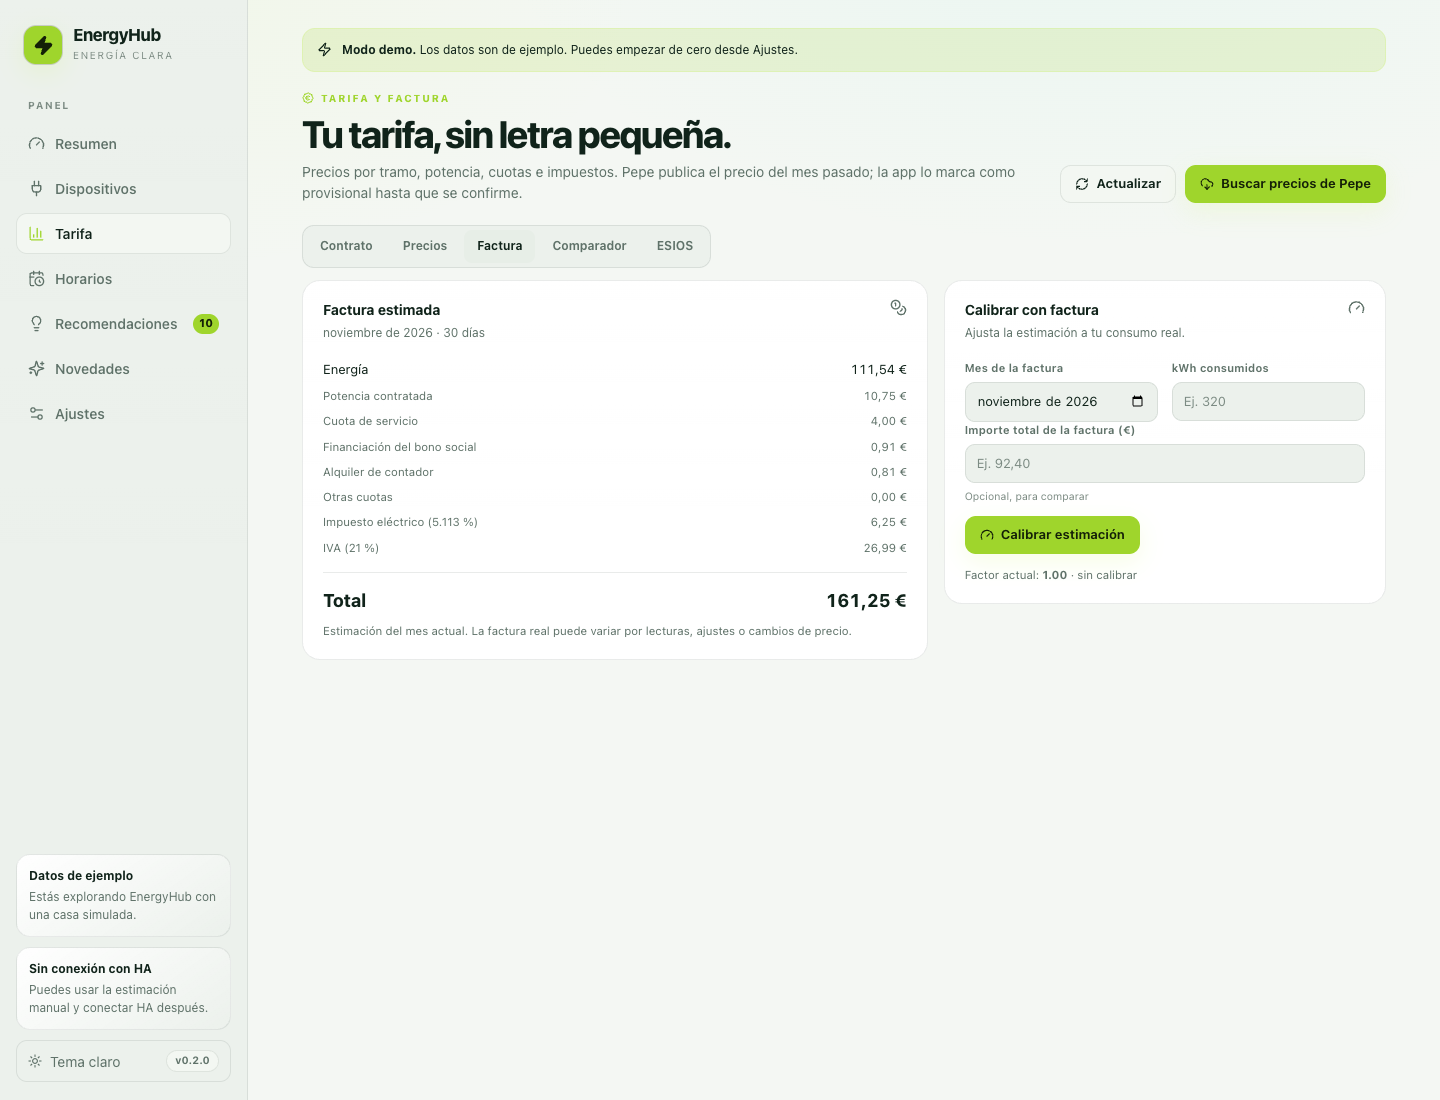 EnergyHub
ENERGÍA CLARA
PANEL
Resumen
Dispositivos
Tarifa
Horarios
Recomendaciones 10
Novedades
Ajustes
Datos de ejemplo
Estás explorando EnergyHub con
una casa simulada.
Sin conexión con HA
Puedes usar la estimación
manual y conectar HA después.
Tema claro v0.2.0
Modo demo. Los datos son de ejemplo. Puedes empezar de cero desde Ajustes.
TARIFA Y FACTURA
Tu tarifa, sin letra pequeña.
Precios por tramo, potencia, cuotas e impuestos. Pepe publica el precio del mes pasado; la app lo marca como
provisional hasta que se confirme.
Actualizar
Buscar precios de Pepe
Contrato Precios Factura Comparador ESIOS
Factura estimada
noviembre de 2026 · 30 días
Energía 111,54 €
Potencia contratada 10,75 €
Cuota de servicio 4,00 €
Financiación del bono social 0,91 €
Alquiler de contador 0,81 €
Otras cuotas 0,00 €
Impuesto eléctrico (5.113 %) 6,25 €
IVA (21 %) 26,99 €
Total 161,25 €
Estimación del mes actual. La factura real puede variar por lecturas, ajustes o cambios de precio.
Calibrar con factura
Ajusta la estimación a tu consumo real.
Mes de la factura kWh consumidos
noviembre de 2026 Ej. 320
Importe total de la factura (€)
Ej. 92,40
Opcional, para comparar
Calibrar estimación
Factor actual: 1.00 · sin calibrar